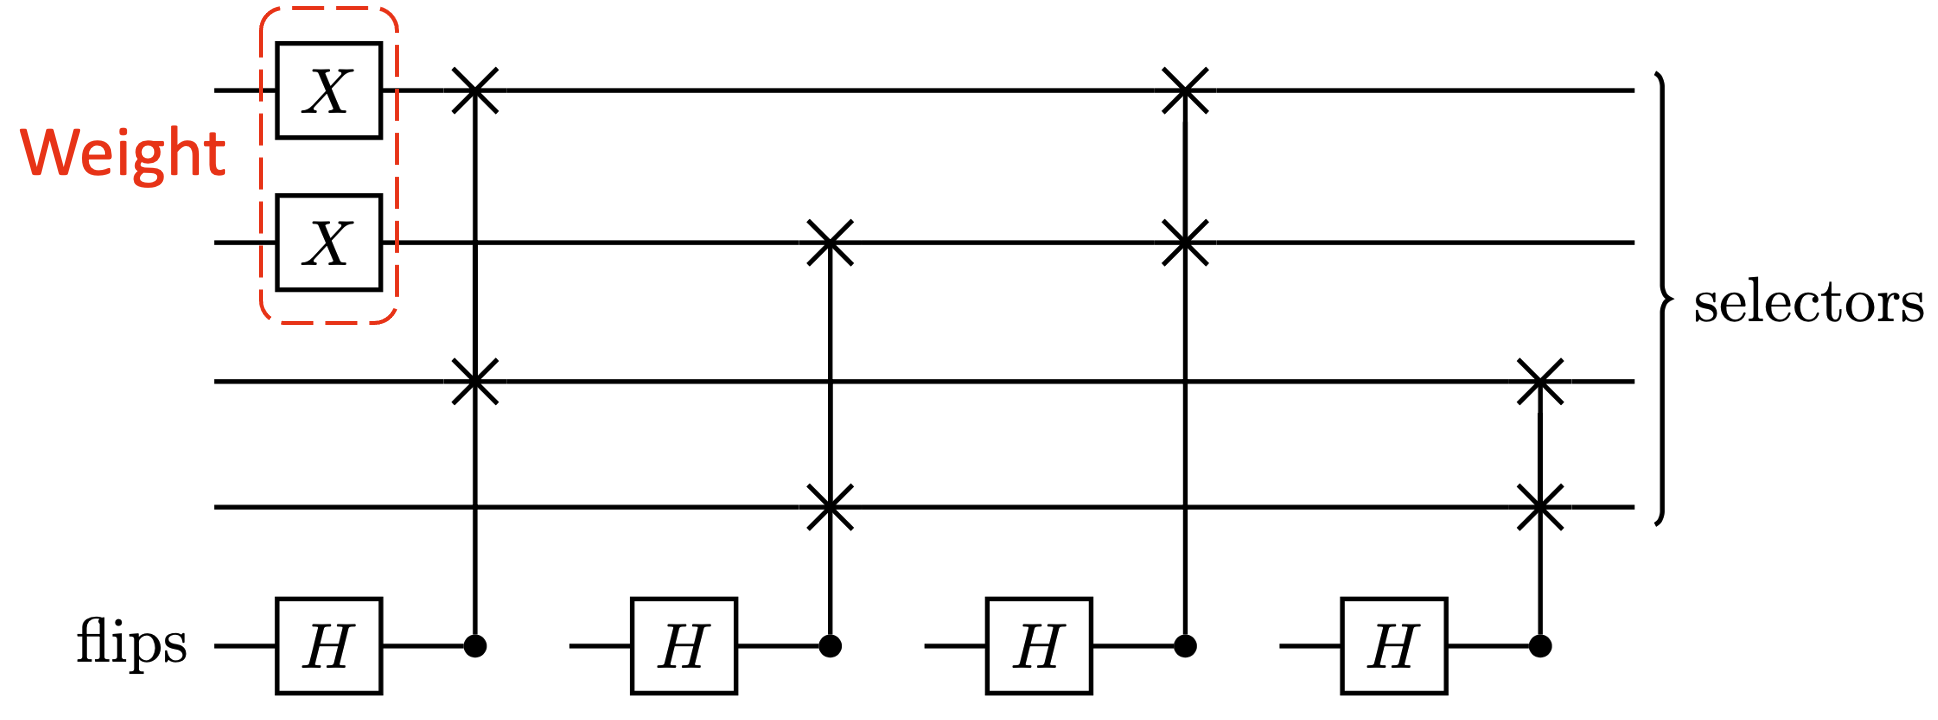 X
Weight
X
selectors
flips H H H H